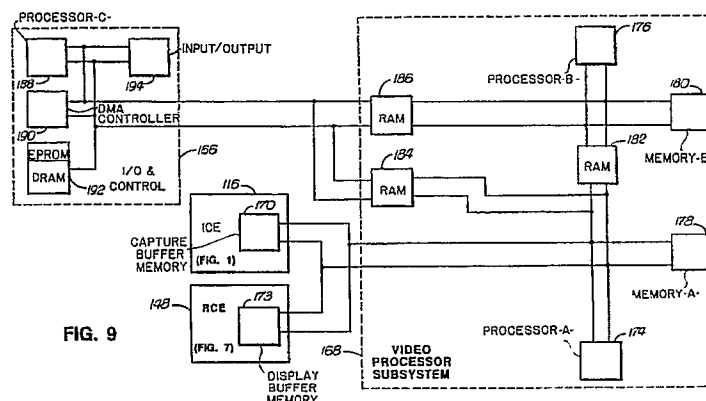 PROCESSOR-C-
INPUT/OUTPUT
188
194
190
DMA CONTROLLER
EPROM
DRAM
192
I/O & CONTROL
166
176
PROCESSOR-B-
186
RAM
180
MEMORY-B
182
RAM
184
RAM
116
170
ICE
CAPTURE BUFFER MEMORY
(FIG. 1)
178
MEMORY-A-
148
RCE
173
(FIG. 7)
DISPLAY BUFFER MEMORY
FIG. 9
168
VIDEO PROCESSOR SUBSYSTEM
PROCESSOR-A-
174